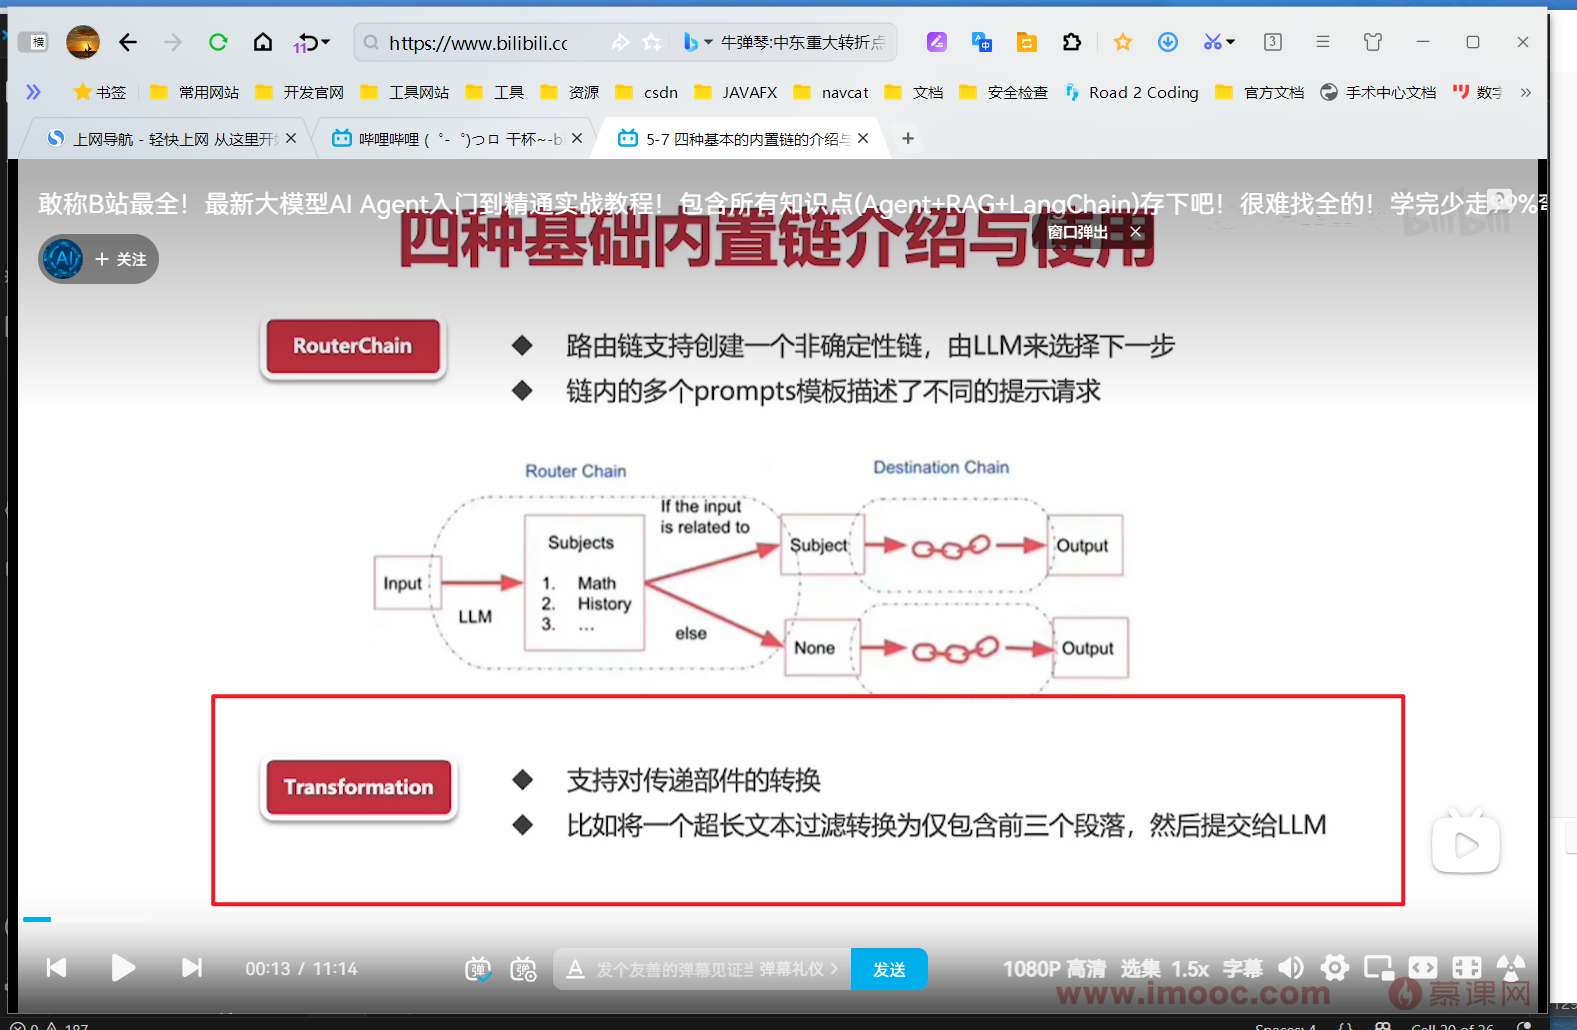 横
11
https://www.bilibili.cc
牛弹琴:中东重大转折点
3
书签
常用网站
开发官网
工具网站
工具
资源
csdn
JAVAFX
navcat
文档
安全检查
Road 2 Coding
官方文档
手术中心文档
数字
上网导航 - 轻快上网 从这里开始
哔哩哔哩 (゜-゜)つロ 干杯~-bi
5-7 四种基本的内置链的介绍与
敢称B站最全！最新大模型AI Agent入门到精通实战教程！包含所有知识点(Agent+RAG+LangChain)存下吧！很难找全的！学完少走99%
四种基础内置链介绍与使用
窗口弹出
AI
+ 关注
RouterChain
路由链支持创建一个非确定性链，由LLM来选择下一步
链内的多个prompts模板描述了不同的提示请求
Router Chain
Destination Chain
If the input
is related to
Subjects
Subject
Output
Input
1. Math
2. History
3. ...
LLM
else
None
Output
Transformation
支持对传递部件的转换
比如将一个超长文本过滤转换为仅包含前三个段落，然后提交给LLM
00:13 / 11:14
弹
弹
A
发个友善的弹幕见证当
弹幕礼仪 >
发送
1080P 高清
选集
1.5x
字幕
www.imooc.com
慕课网
0
187
Spaces: 4
Cell 20 of 26